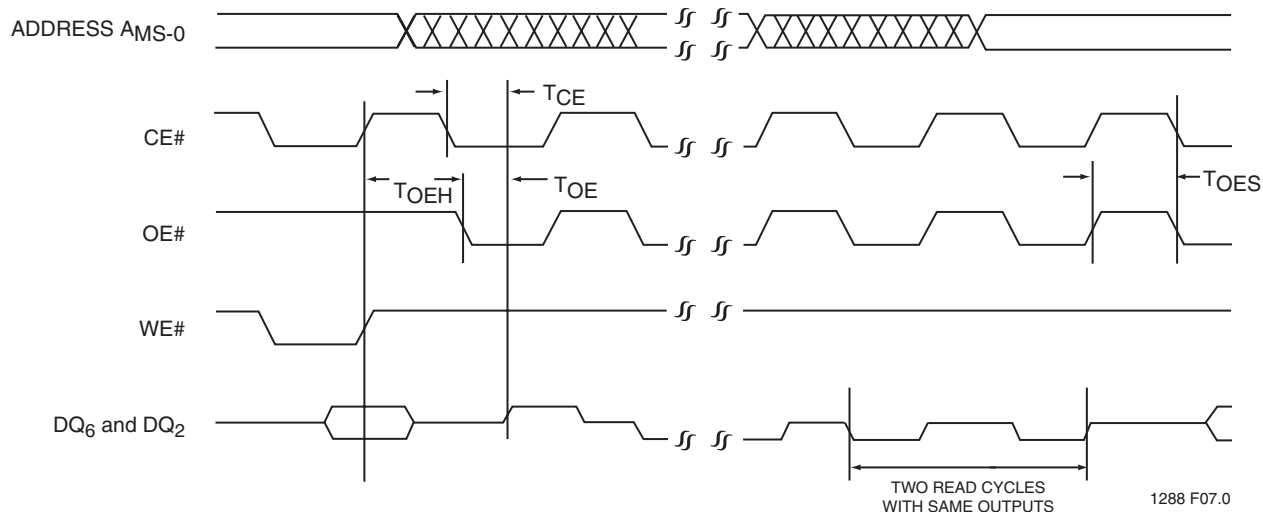 ADDRESS AMS-0
TCE
CE#
TOEH
TOE
TOES
OE#
WE#
DQ6 and DQ2
TWO READ CYCLES
WITH SAME OUTPUTS
1288 F07.0